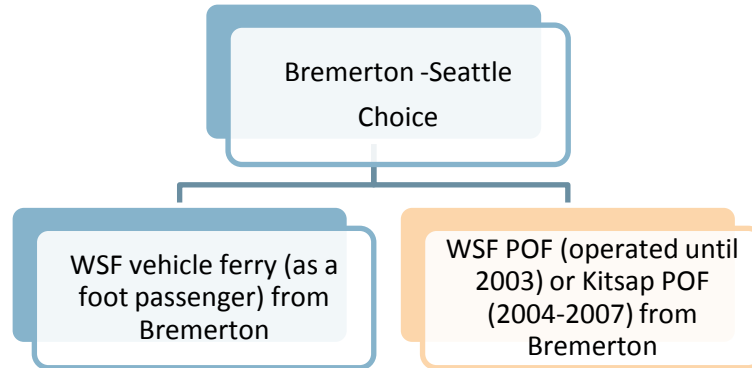 Bremerton -Seattle
Choice
WSF vehicle ferry (as a
foot passenger) from
Bremerton
WSF POF (operated until
2003) or Kitsap POF
(2004-2007) from
Bremerton